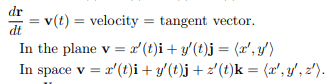 dr/dt = v(t) = velocity = tangent vector.
In the plane v = x′(t)i + y′(t)j = ⟨x′, y′⟩
In space v = x′(t)i + y′(t)j + z′(t)k = ⟨x′, y′, z′⟩.